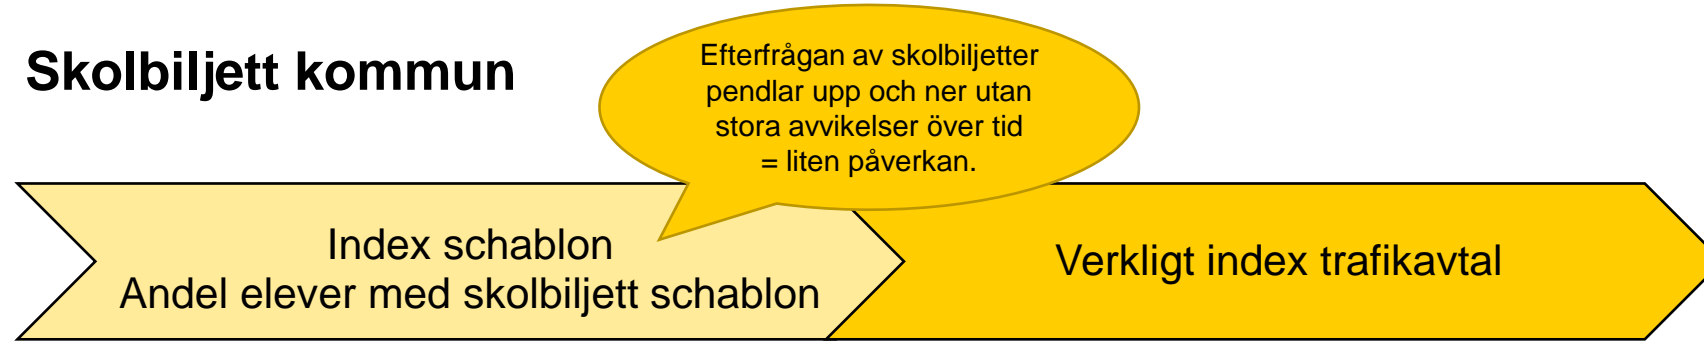 Skolbiljett kommun
Efterfrågan av skolbiljetter
pendlar upp och ner utan
stora avvikelser över tid
= liten påverkan.
Index schablon
Andel elever med skolbiljett schablon
Verkligt index trafikavtal